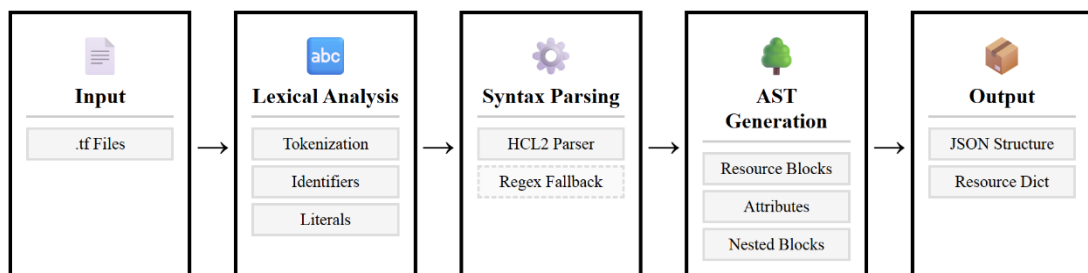 abc
Input
.tf Files
Lexical Analysis
Tokenization
Identifiers
Literals
Syntax Parsing
HCL2 Parser
Regex Fallback
AST
Generation
Resource Blocks
Attributes
Nested Blocks
Output
JSON Structure
Resource Dict